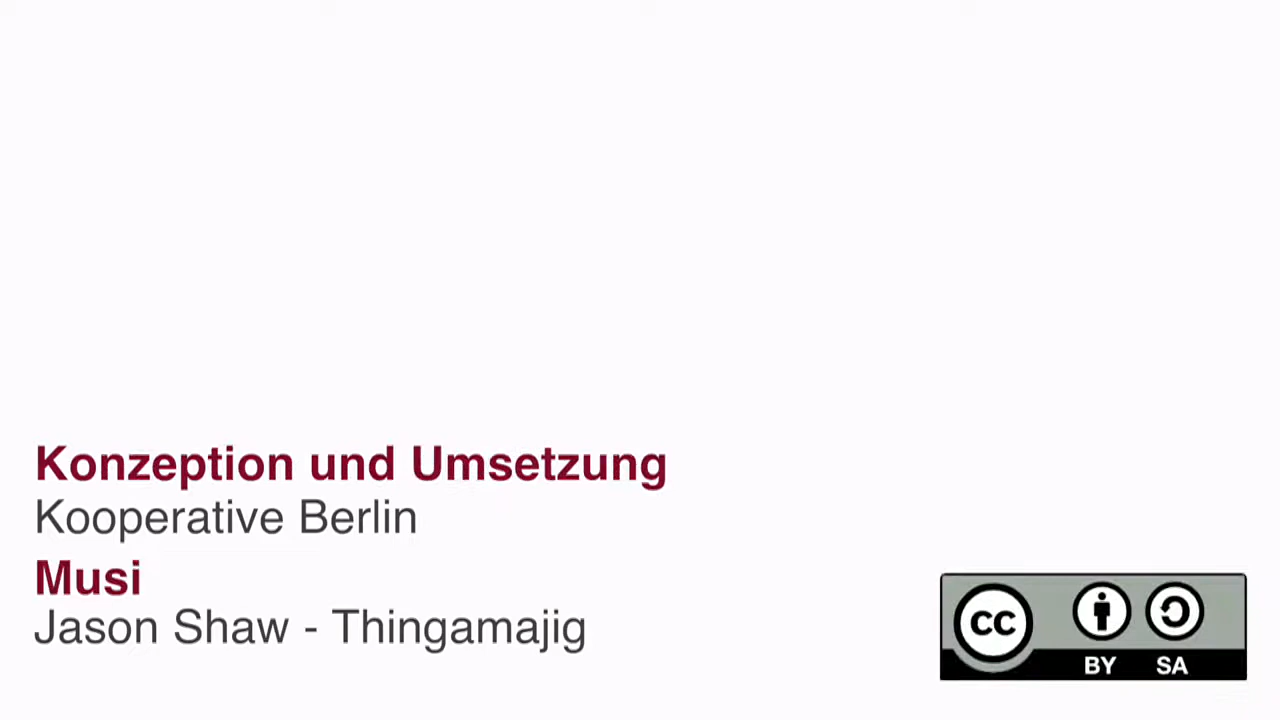 Konzeption und Umsetzung
Kooperative Berlin
Musi
Jason Shaw - Thingamajig
cc
BY SA